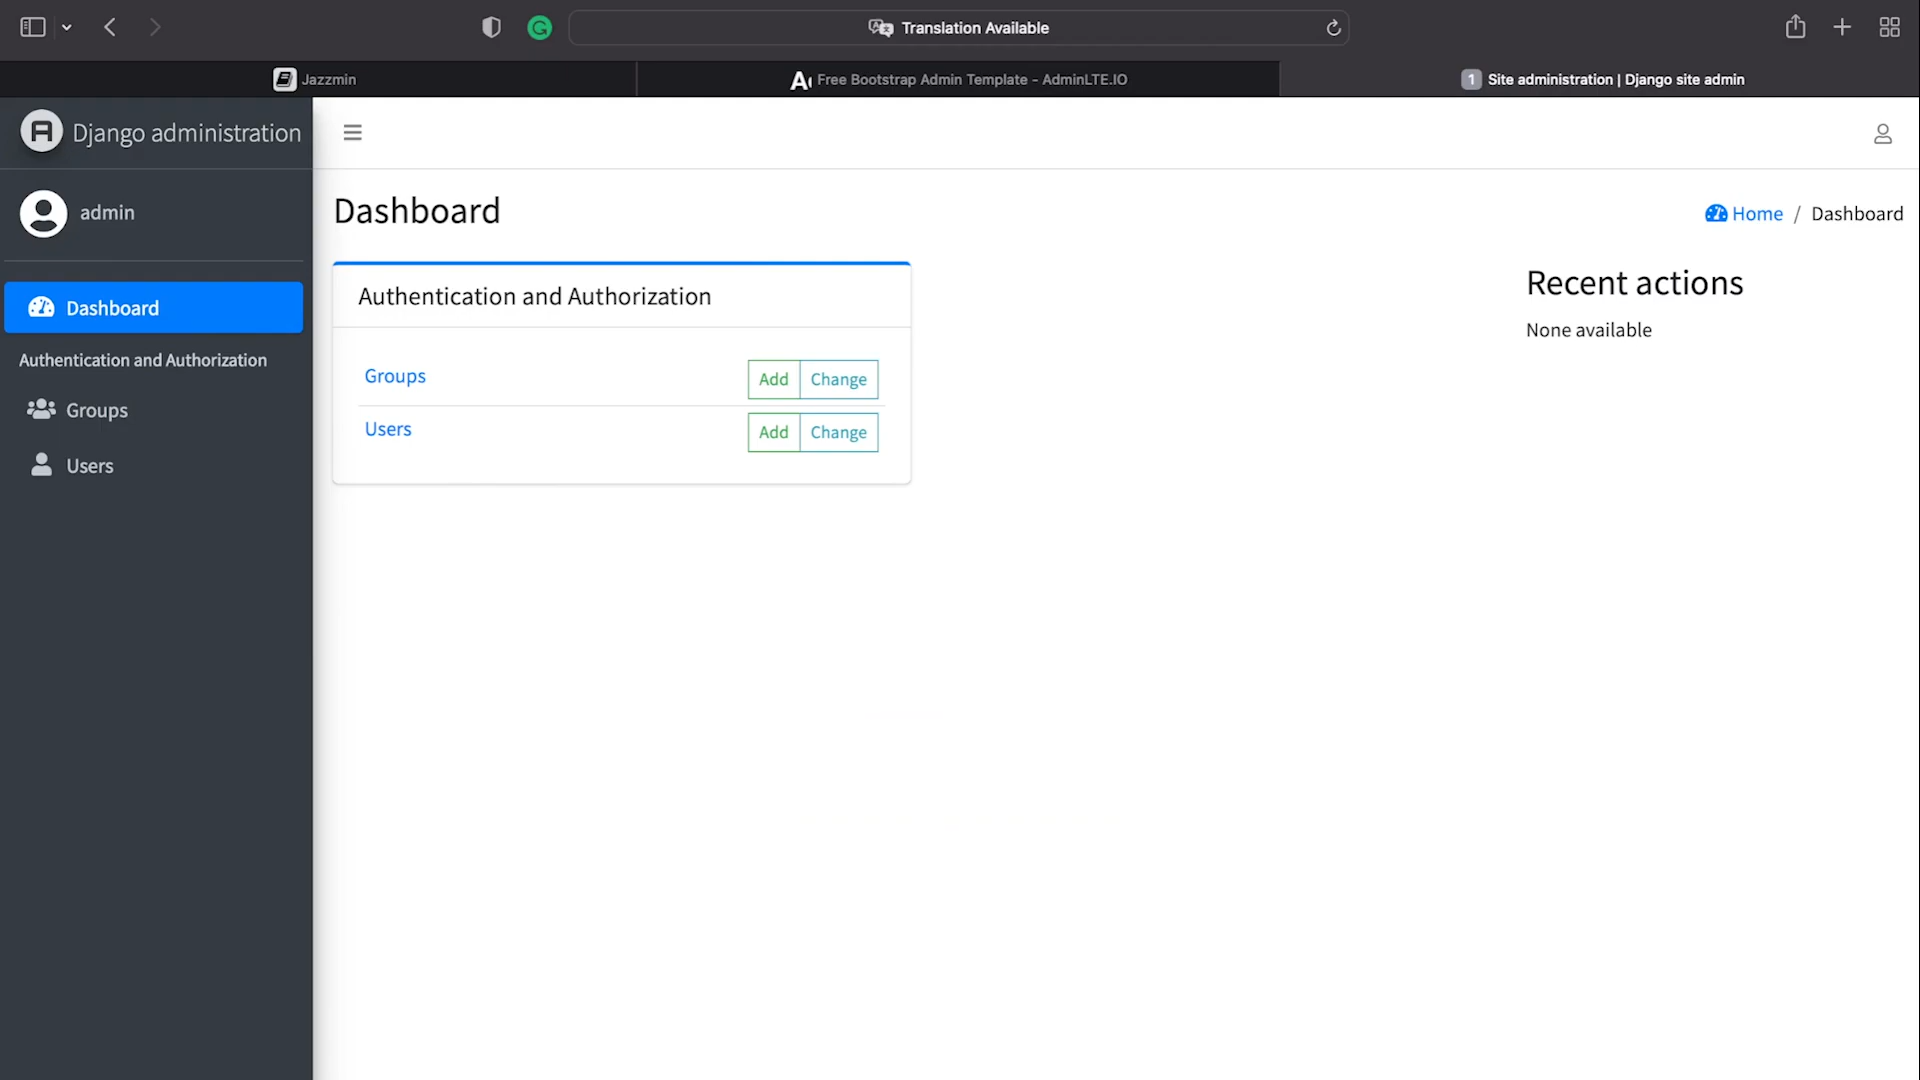 Translation Available
Jazzmin
Free Bootstrap Admin Template - AdminLTE.IO
1 Site administration | Django site admin
Django administration
admin
Dashboard
Home / Dashboard
Dashboard
Authentication and Authorization
Groups
Users
Authentication and Authorization
Groups Add Change
Users Add Change
Recent actions
None available